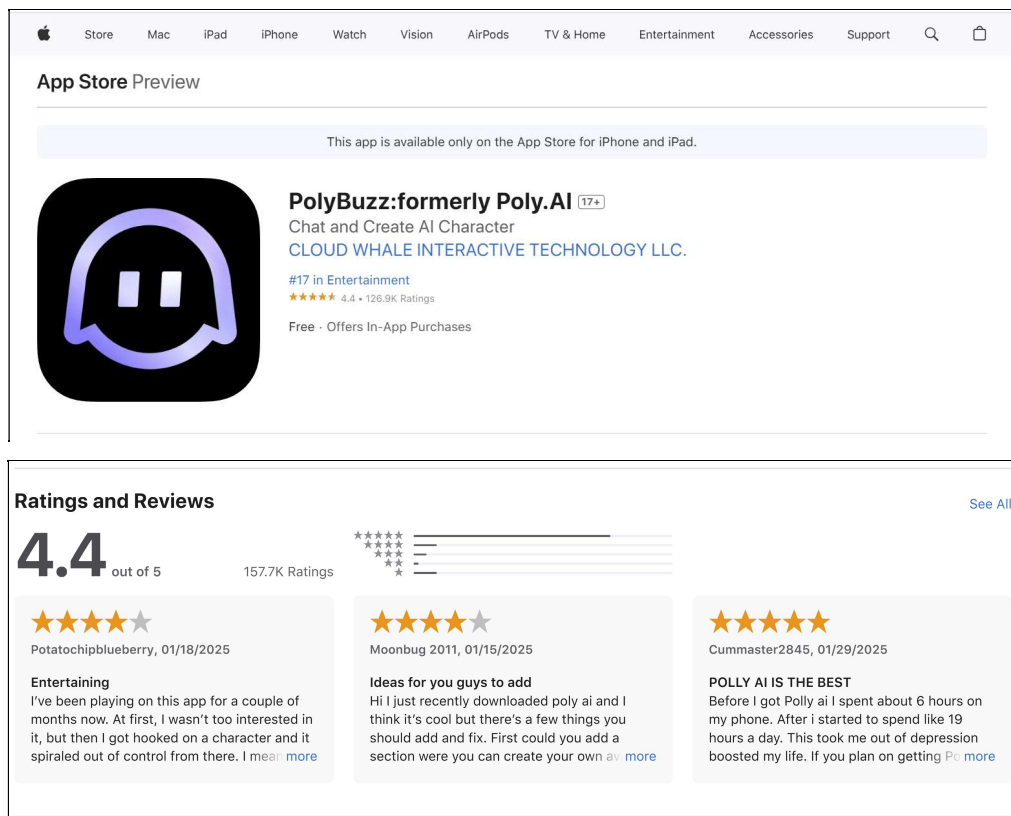 Store Mac iPad iPhone Watch Vision AirPods TV & Home Entertainment Accessories Support
App Store Preview
This app is available only on the App Store for iPhone and iPad.
PolyBuzz:formerly Poly.AI 17+
Chat and Create AI Character
CLOUD WHALE INTERACTIVE TECHNOLOGY LLC.
#17 in Entertainment
4.4 • 126.9K Ratings
Free · Offers In-App Purchases
Ratings and Reviews
See All
4.4 out of 5
157.7K Ratings
Potatochipblueberry, 01/18/2025
Entertaining
I’ve been playing on this app for a couple of
months now. At first, I wasn’t too interested in
it, but then I got hooked on a character and it
spiraled out of control from there. I mean more
Moonbug 2011, 01/15/2025
Ideas for you guys to add
Hi I just recently downloaded poly ai and I
think it’s cool but there’s a few things you
should add and fix. First could you add a
section were you can create your own av more
Cummaster2845, 01/29/2025
POLLY AI IS THE BEST
Before I got Polly ai I spent about 6 hours on
my phone. After i started to spend like 19
hours a day. This took me out of depression
boosted my life. If you plan on getting Po more